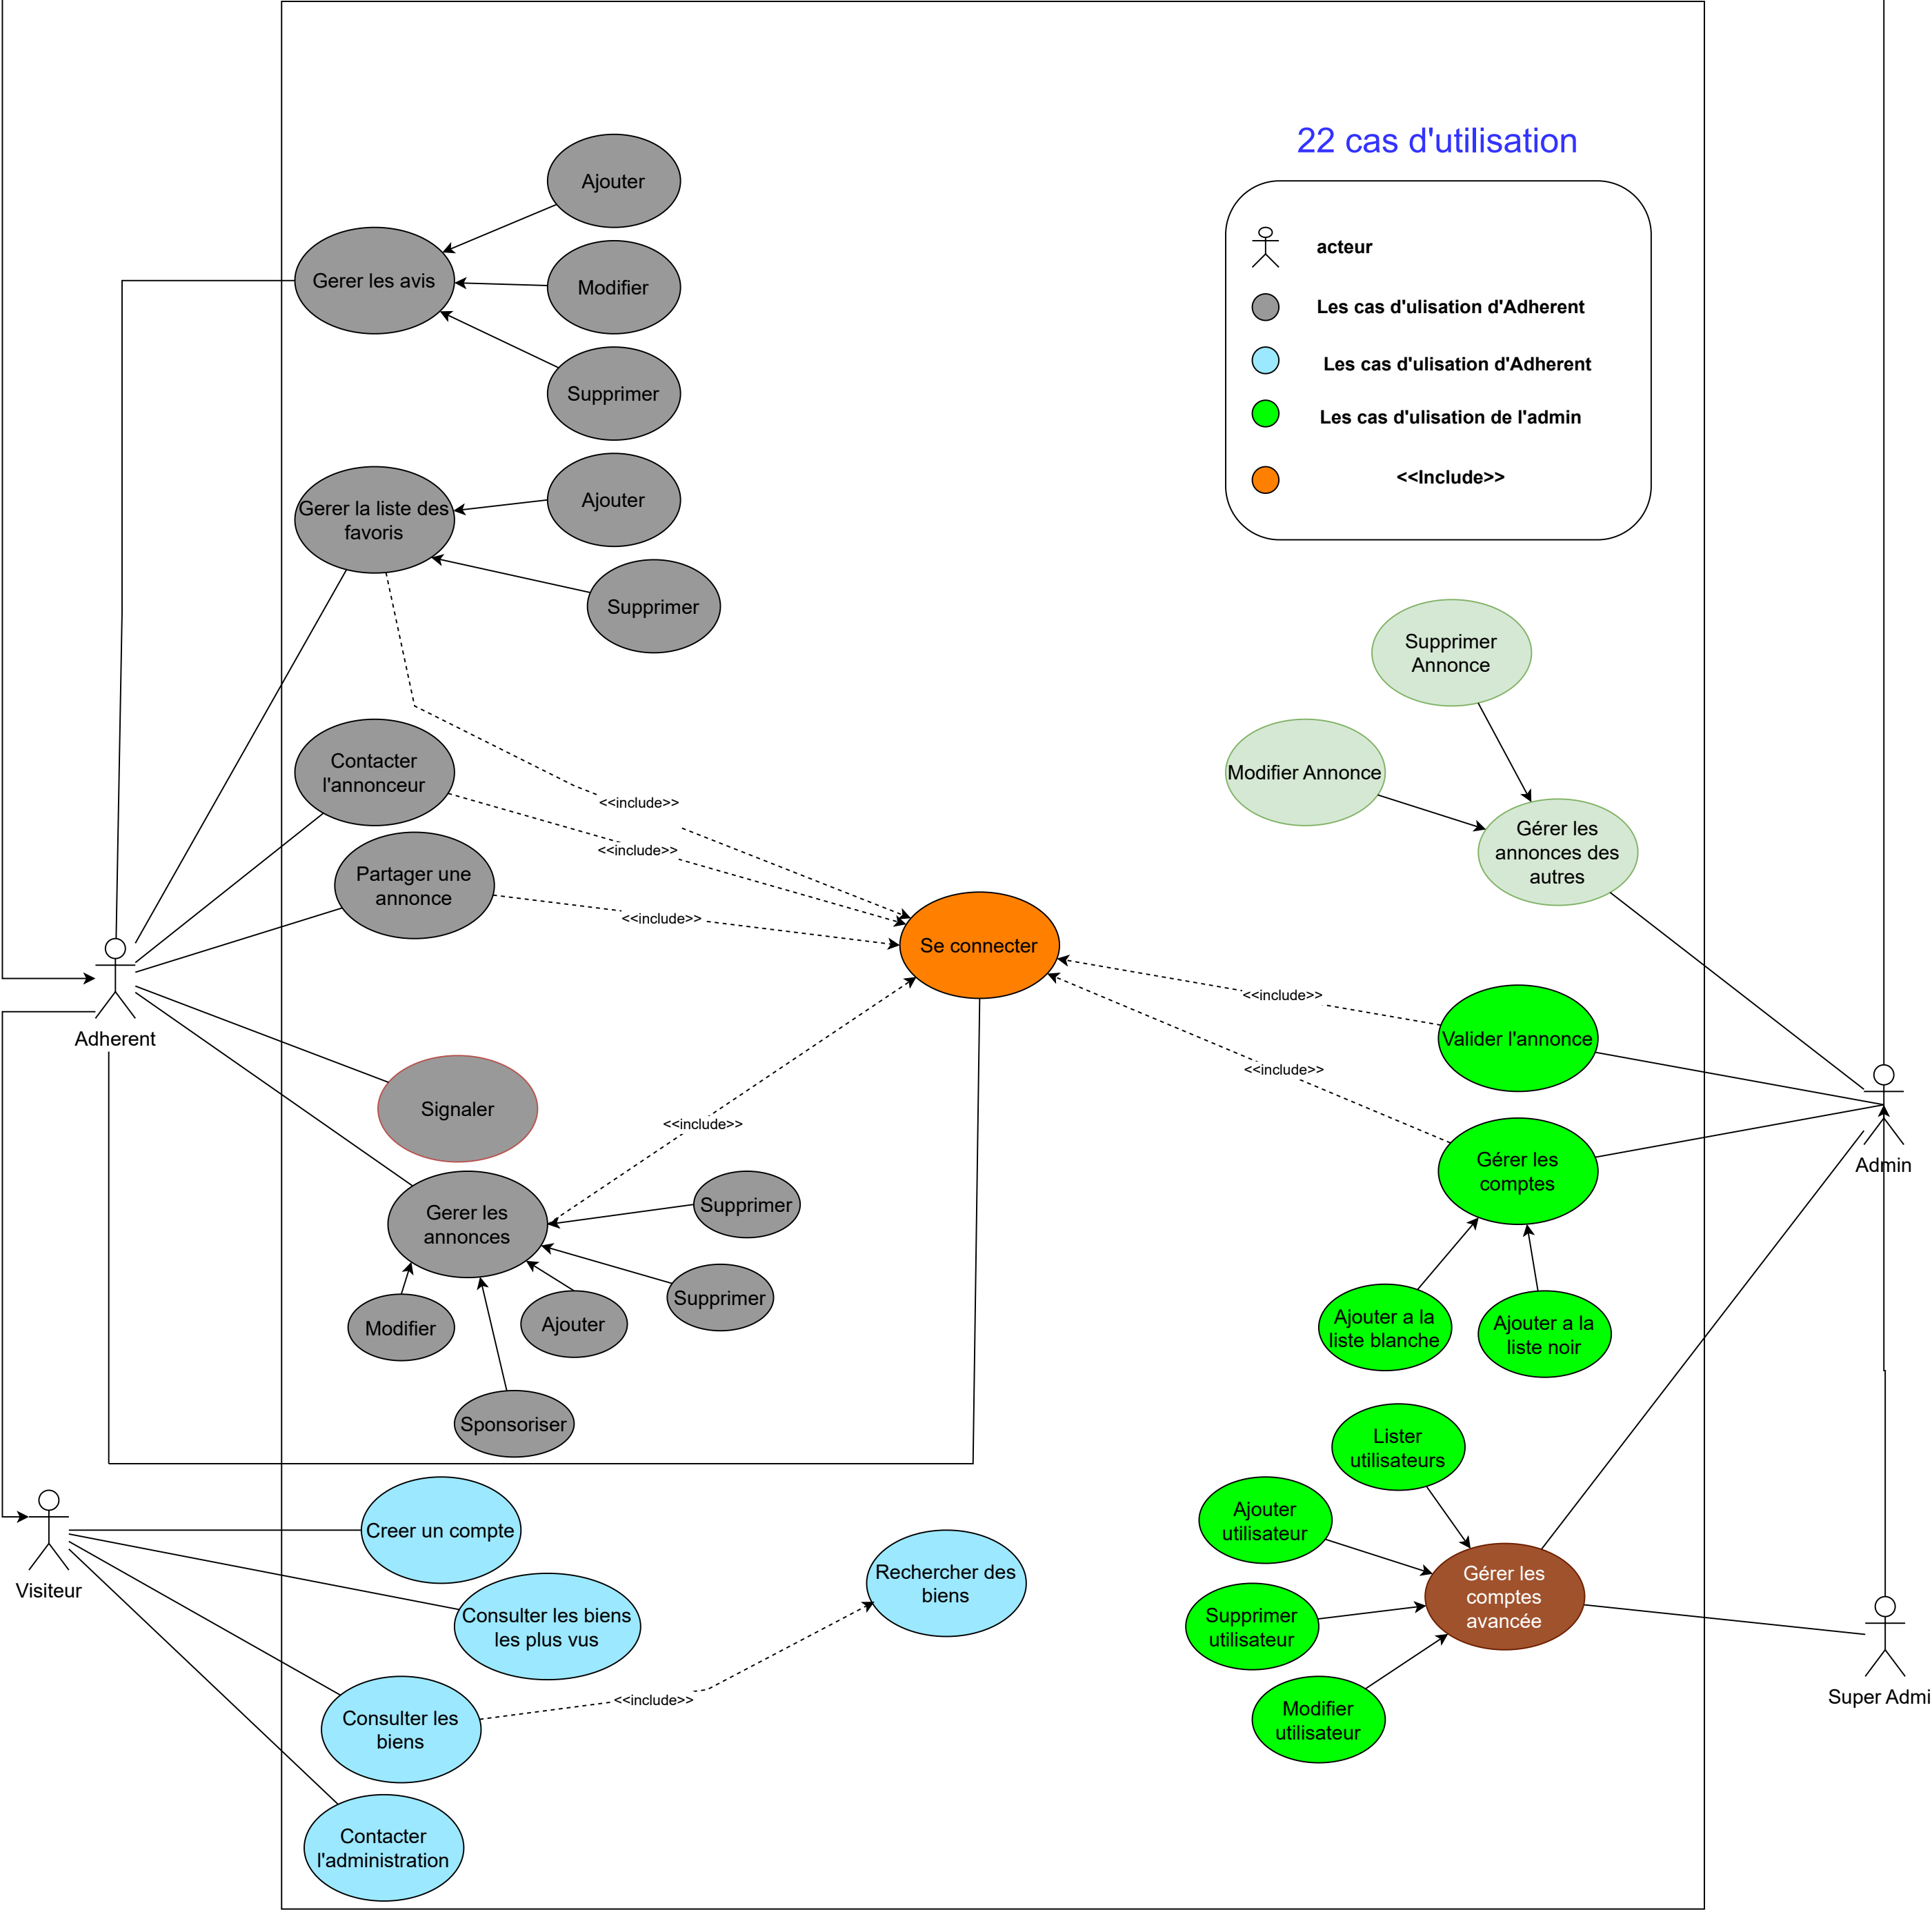 22 cas d'utilisation
acteur
Les cas d'ulisation d'Adherent
Les cas d'ulisation d'Adherent
Les cas d'ulisation de l'admin
<<Include>>
Ajouter
Gerer les avis
Modifier
Supprimer
Gerer la liste des
favoris
Ajouter
Supprimer
Supprimer
Annonce
Modifier Annonce
Gérer les
annonces des
autres
Contacter
l'annonceur
<<include>>
<<include>>
Partager une
annonce
<<include>>
Se connecter
<<include>>
Valider l'annonce
<<include>>
Adherent
Signaler
<<include>>
Gérer les
comptes
Admin
Gerer les
annonces
Supprimer
Supprimer
Modifier
Ajouter
Sponsoriser
Ajouter a la
liste blanche
Ajouter a la
liste noir
Lister
utilisateurs
Ajouter
utilisateur
Gérer les
comptes
avancée
Supprimer
utilisateur
Modifier
utilisateur
Super Admi
Visiteur
Creer un compte
Rechercher des
biens
Consulter les biens
les plus vus
<<include>>
Consulter les
biens
Contacter
l'administration